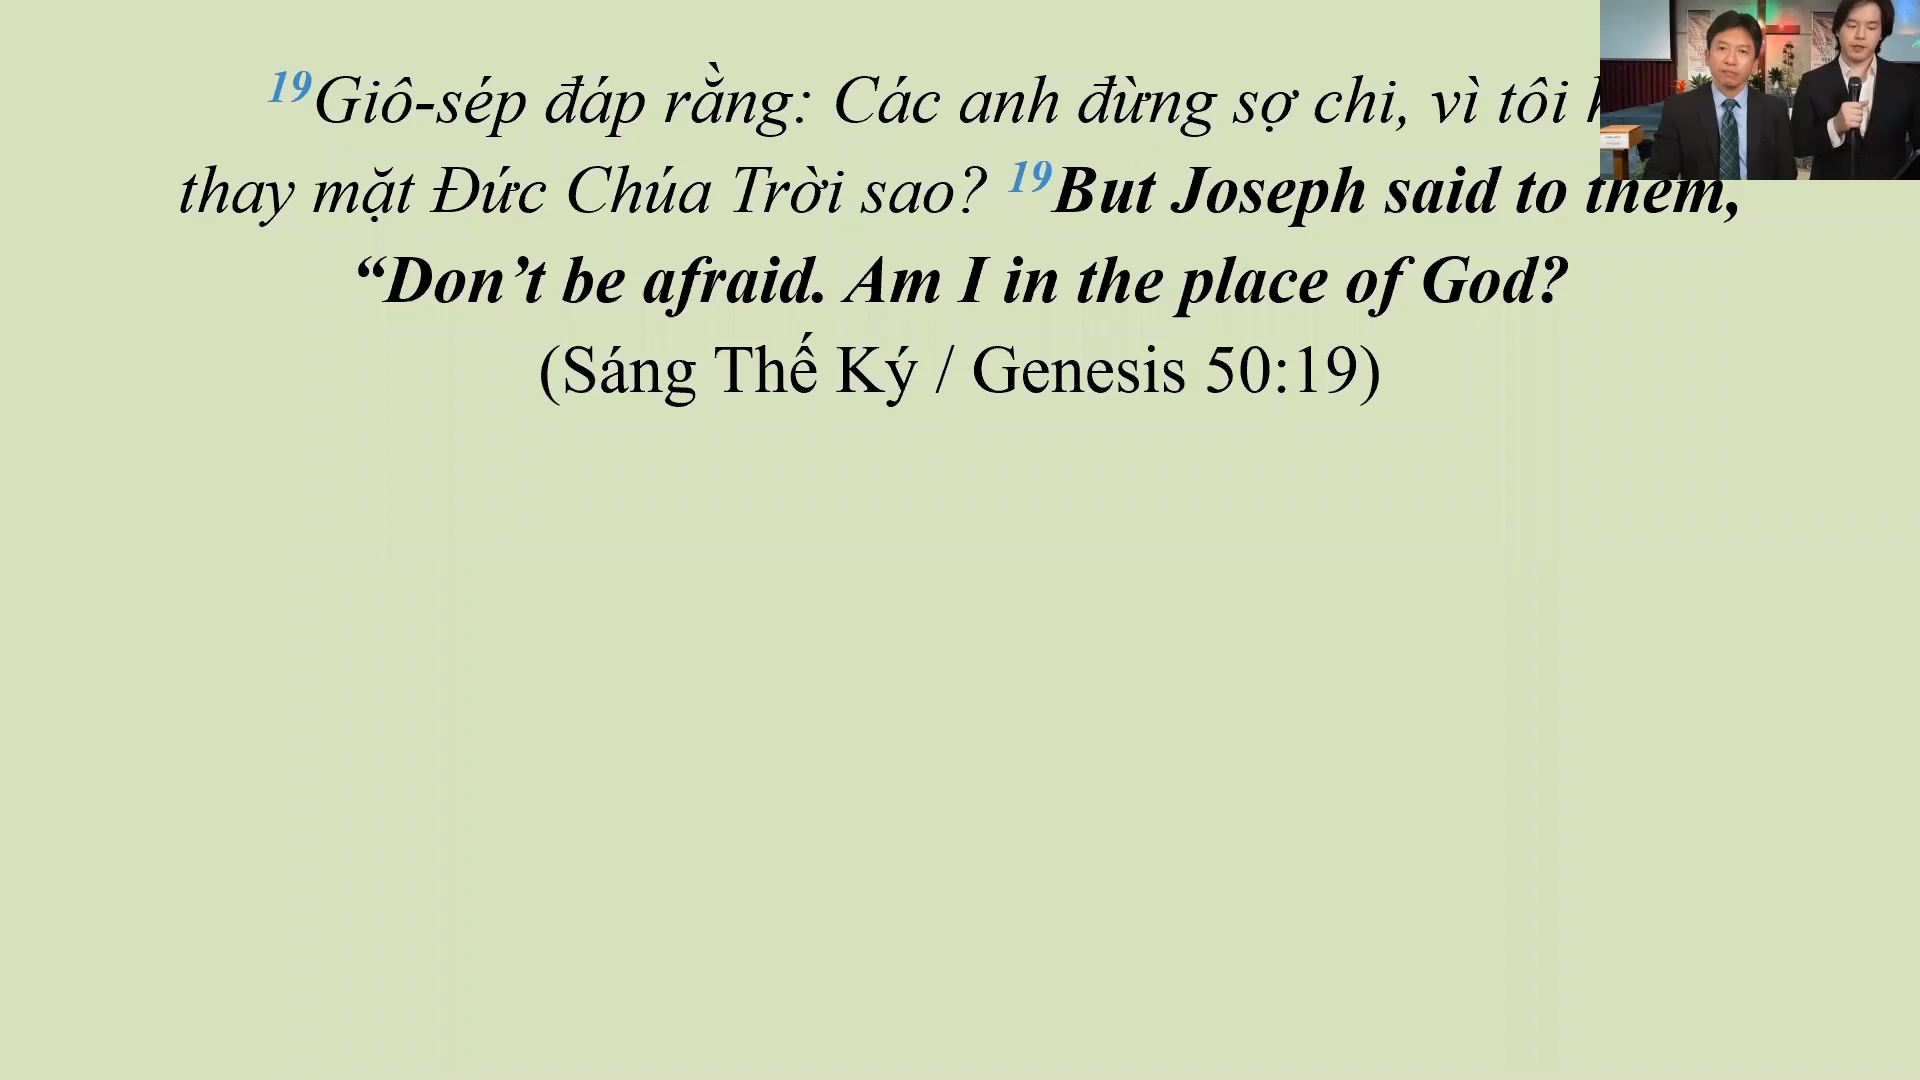 19Giô-sép đáp rằng: Các anh đừng sợ chi, vì tôi
thay mặt Đức Chúa Trời sao? 19But Joseph said to them,
“Don’t be afraid. Am I in the place of God?
(Sáng Thế Ký / Genesis 50:19)